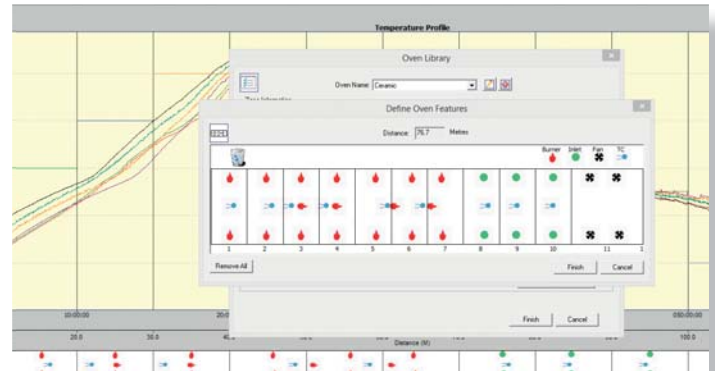 Temperature Profile
Oven Library
Oven Name: Ceramic
Define Oven Features
Distance: 76.7 Metres
Burner Inlet Fan TC
1 2 3 4 5 6 7 8 9 10 11 1
Remove All Finish Cancel
Finish Cancel
10:00:00
20.0 30.0 100.0
Distance (M)